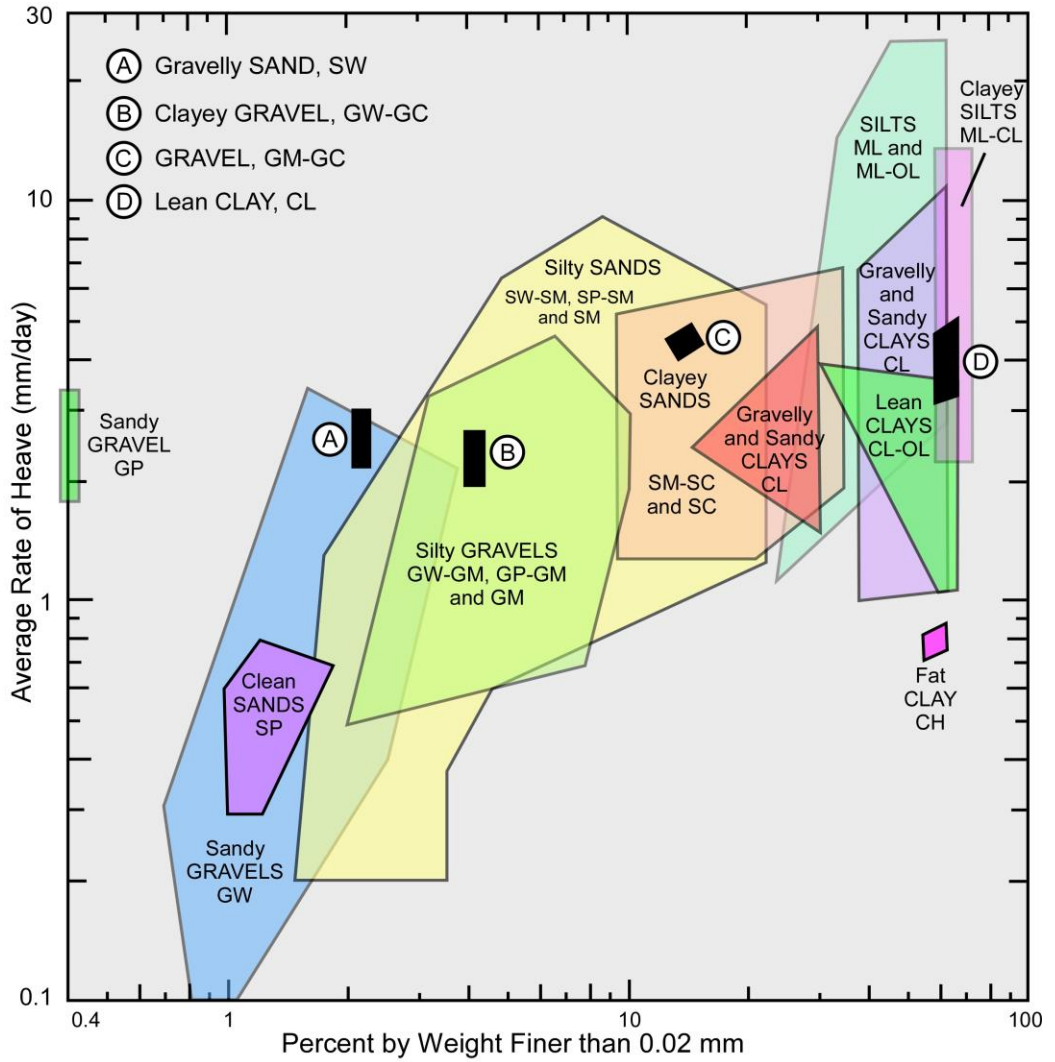 30
10
1
0.1
Average Rate of Heave (mm/day)
A Gravelly SAND, SW
B Clayey GRAVEL, GW-GC
C GRAVEL, GM-GC
D Lean CLAY, CL
Clayey
SILTS
ML-CL
SILTS
ML and
ML-OL
Silty SANDS
SW-SM, SP-SM
and SM
Gravelly
and
Sandy
CLAYS
CL
C
D
Clayey
SANDS
Sandy
GRAVEL
GP
A
B
Gravelly
and Sandy
CLAYS
CL
Lean
CLAYS
CL-OL
SM-SC
and SC
Silty GRAVELS
GW-GM, GP-GM
and GM
Clean
SANDS
SP
Fat
CLAY
CH
Sandy
GRAVELS
GW
0.4
1
10
100
Percent by Weight Finer than 0.02 mm